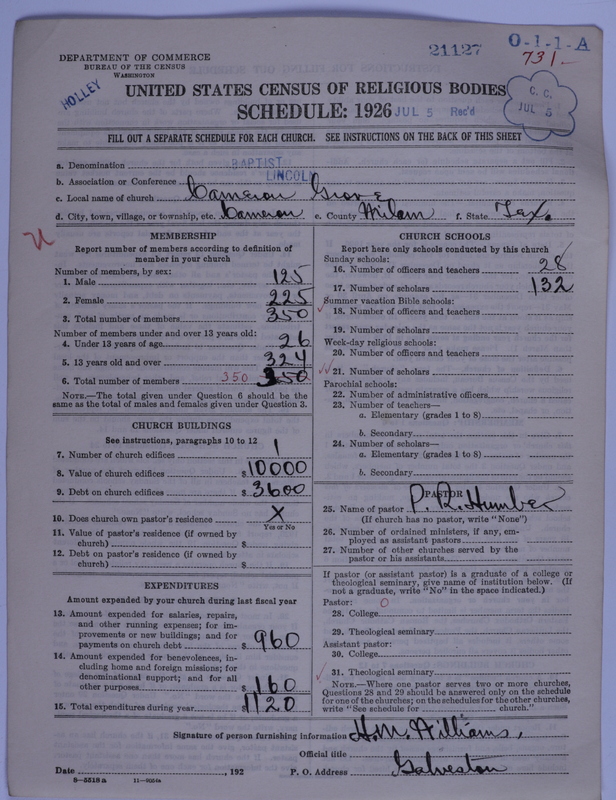 21127 O-1-1-A
731-
DEPARTMENT OF COMMERCE
BUREAU OF THE CENSUS
WASHINGTON
HOLLEY
UNITED STATES CENSUS OF RELIGIOUS BODIES
SCHEDULE: 1926 JUL 5 Rec'd
C. C.
JUL 5
FILL OUT A SEPARATE SCHEDULE FOR EACH CHURCH. SEE INSTRUCTIONS ON THE BACK OF THIS SHEET
a. Denomination BAPTIST
b. Association or Conference LINCOLN
c. Local name of church Cameron Grove
d. City, town, village, or township, etc. Cameron e. County Milam f. State Tex.
MEMBERSHIP
Report number of members according to definition of
member in your church
Number of members, by sex:
1. Male 125
2. Female 225
3. Total number of members 350
Number of members under and over 13 years old:
4. Under 13 years of age 26
5. 13 years old and over 324
6. Total number of members 350 350
NOTE.—The total given under Question 6 should be the
same as the total of males and females given under Question 3.
CHURCH BUILDINGS
See instructions, paragraphs 10 to 12
7. Number of church edifices 1
8. Value of church edifices $10000
9. Debt on church edifices $3600
10. Does church own pastor's residence X
Yes or No
11. Value of pastor's residence (if owned by
church) $
12. Debt on pastor's residence (if owned by
church) $
EXPENDITURES
Amount expended by your church during last fiscal year
13. Amount expended for salaries, repairs,
and other running expenses; for im-
provements or new buildings; and for
payments on church debt $960
14. Amount expended for benevolences, in-
cluding home and foreign missions; for
denominational support; and for all
other purposes $160
15. Total expenditures during year $1120
CHURCH SCHOOLS
Report here only schools conducted by this church
Sunday schools:
16. Number of officers and teachers 28
17. Number of scholars 132
Summer vacation Bible schools:
18. Number of officers and teachers
19. Number of scholars
Week-day religious schools:
20. Number of officers and teachers
21. Number of scholars
Parochial schools:
22. Number of administrative officers
23. Number of teachers—
a. Elementary (grades 1 to 8)
b. Secondary
24. Number of scholars—
a. Elementary (grades 1 to 8)
b. Secondary
PASTOR
25. Name of pastor P. R. Humber
(If church has no pastor, write "None")
26. Number of ordained ministers, if any, em-
ployed as assistant pastors
27. Number of other churches served by the
pastor or his assistants
If pastor (or assistant pastor) is a graduate of a college or
theological seminary, give name of institution below. (If
not a graduate, write "No" in the space indicated.)
Pastor: 0
28. College
29. Theological seminary
Assistant pastor:
30. College
31. Theological seminary
NOTE.—Where one pastor serves two or more churches,
Questions 28 and 29 should be answered only on the schedule
for one of the churches; on the schedules for the other churches,
write "See schedule for church."
Signature of person furnishing information H. M. Williams,
Official title
Date , 192 P. O. Address Galveston
8—5518 a 11—9064a